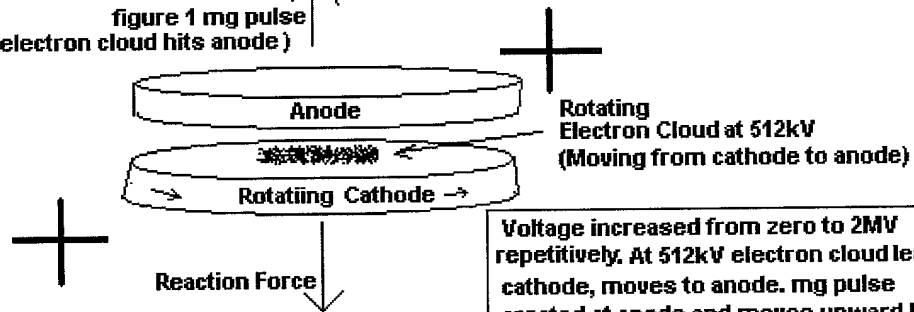 figure 1 mg pulse
electron cloud hits anode )
Anode
Rotating
Electron Cloud at 512kV
(Moving from cathode to anode)
Rotatiing Cathode
Reaction Force
Voltage increased from zero to 2MV
repetitively. At 512kV electron cloud
cathode, moves to anode. mg pulse
created at anode and moves upward